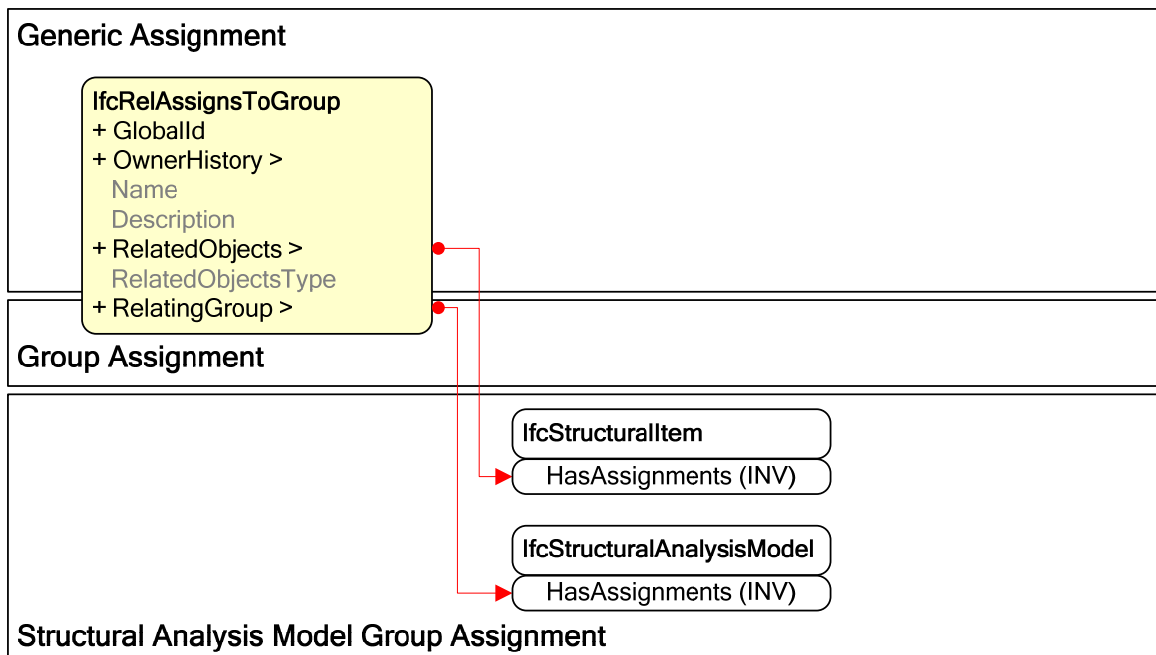 Generic Assignment
IfcRelAssignsToGroup
+ GlobalId
+ OwnerHistory >
Name
Description
+ RelatedObjects >
RelatedObjectsType
+ RelatingGroup >
Group Assignment
IfcStructuralItem
HasAssignments (INV)
IfcStructuralAnalysisModel
HasAssignments (INV)
Structural Analysis Model Group Assignment